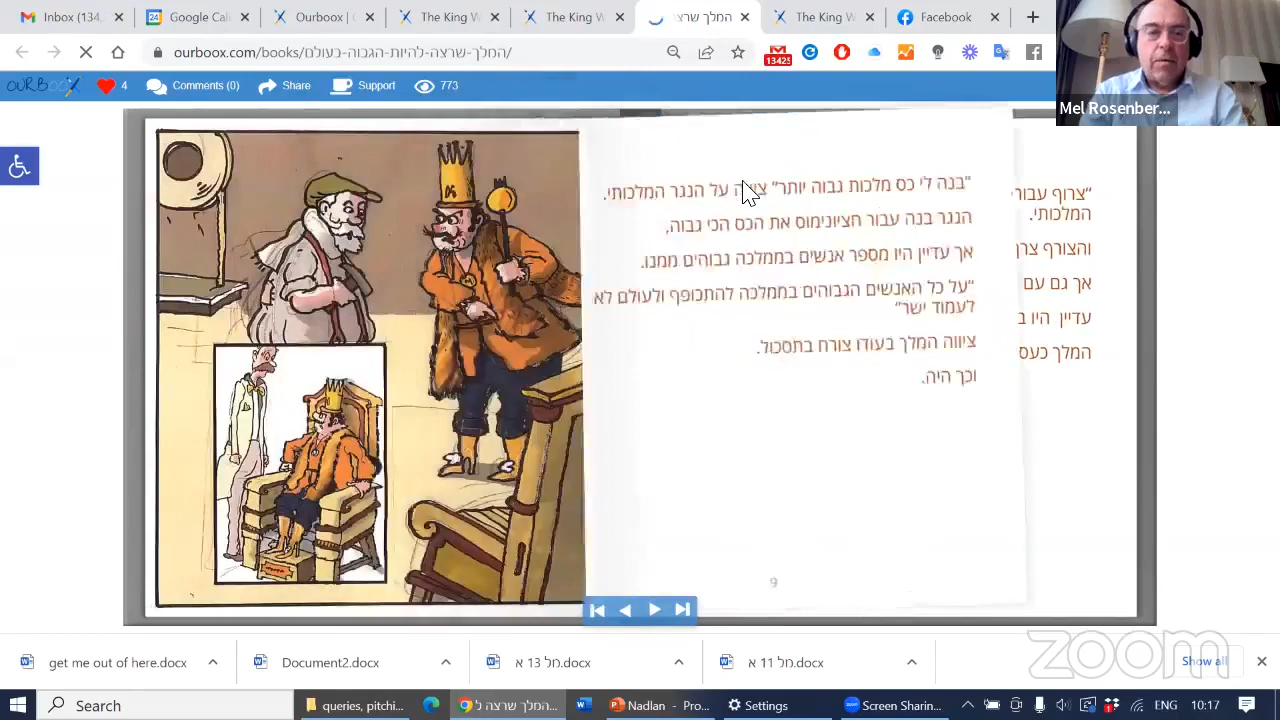 Inbox (134,
Google Cal
Ourboox | C
The King W
The King W
המלך שרצה
The King W
Facebook
ourboox.com/books/המלך-שרצה-להיות-הגבוה-בעולם/
13425
OURBOOX
4
Comments (0)
Share
Support
773
Mel Rosenber...
"בנה לי כס מלכות גבוה יותר" על הנגר המלכותי.
הנגר בנה עבור חציונימוס את הכס הכי גבוה,
אך עדיין היו מספר אנשים בממלכה גבוהים ממנו.
"על כל האנשים הגבוהים בממלכה להתכופף ולעולם לא
לעמוד ישר"
ציווה המלך בעודו צורח בתסכול.
וכך היה.
9
"צרוף עבורי
המלכותי.
והצורף צרף
אך גם עם
עדיין היו ב
המלך כעס
get me out of here.docx
Document2.docx
מל 13 א.docx
מל 11 א.docx
Show all
zoom
Search
queries, pitchi...
המלך שרצה ל...
Nadlan - Pro...
Settings
Screen Sharin...
ENG
10:17